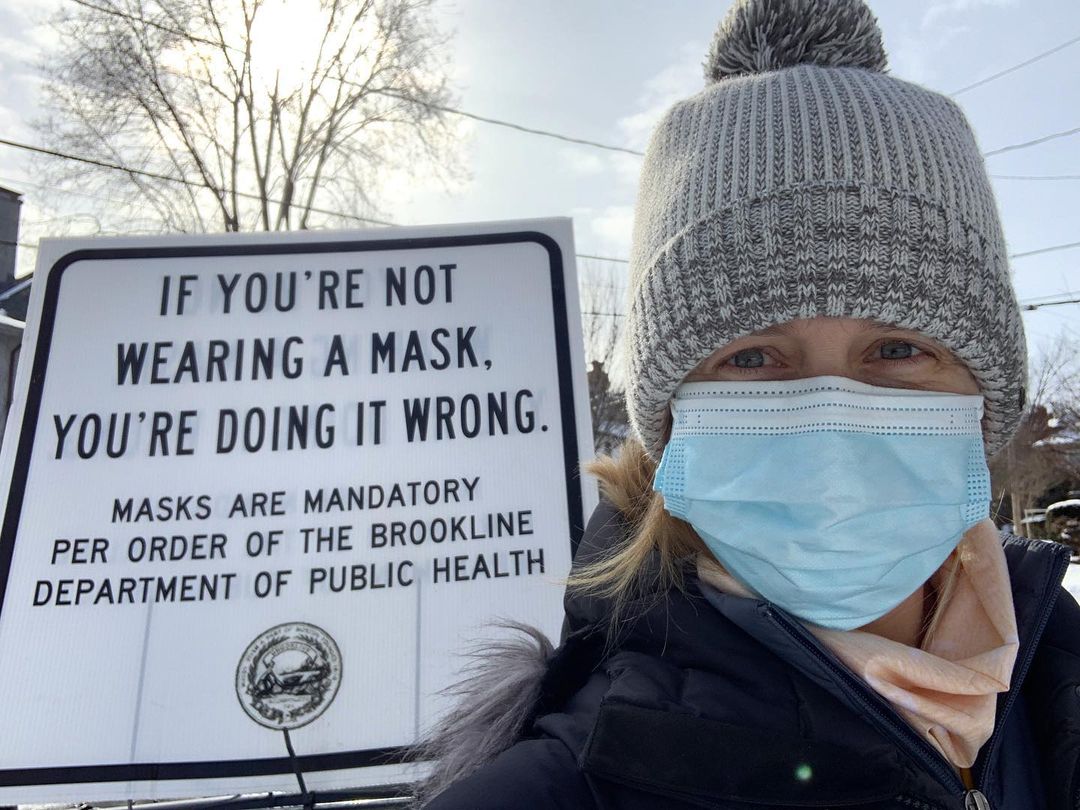 IF YOU'RE NOT
WEARING A MASK,
YOU'RE DOING IT WRONG.
MASKS ARE MANDATORY
PER ORDER OF THE BROOKLINE
DEPARTMENT OF PUBLIC HEALTH